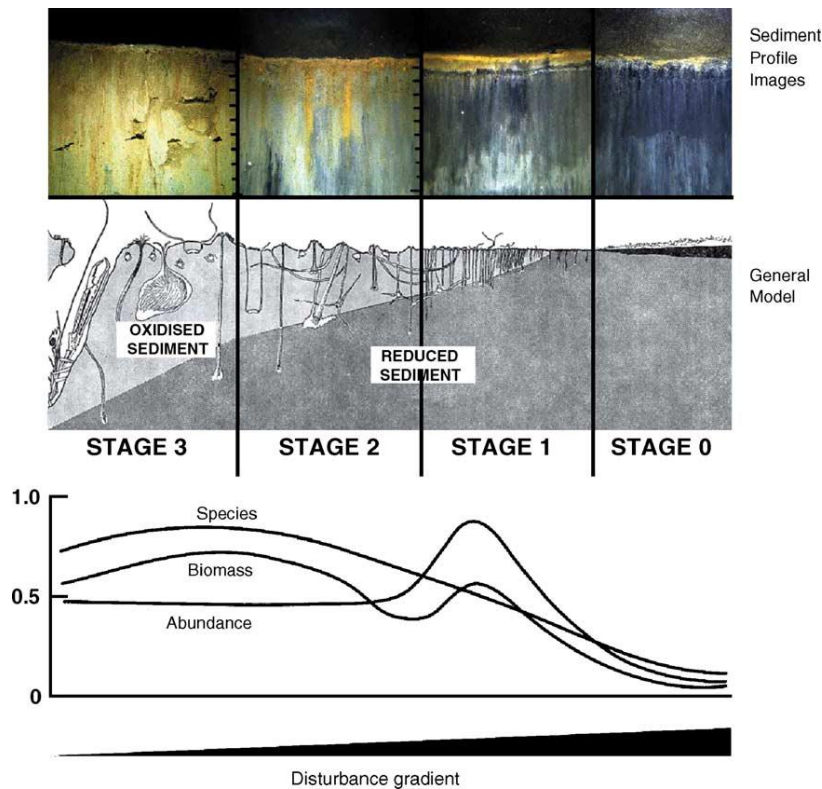 Sediment
Profile
Images
General
Model
OXIDISED
SEDIMENT
REDUCED
SEDIMENT
STAGE 3
STAGE 2
STAGE 1
STAGE 0
1.0
Species
Biomass
0.5
Abundance
0
Disturbance gradient